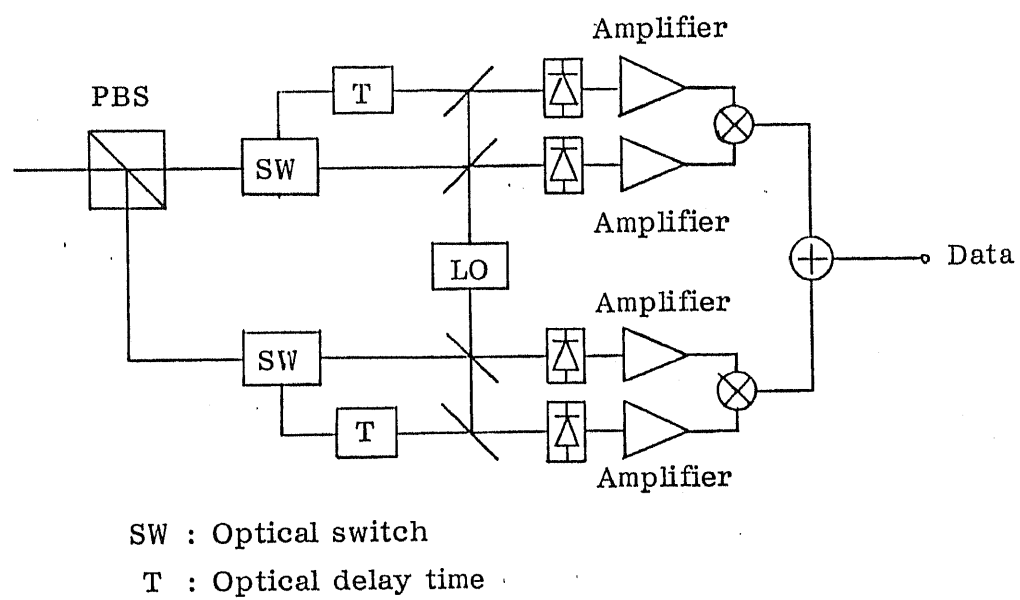 Amplifier
PBS
T
SW
Amplifier
LO
Data
Amplifier
SW
T
Amplifier
SW : Optical switch
T : Optical delay time